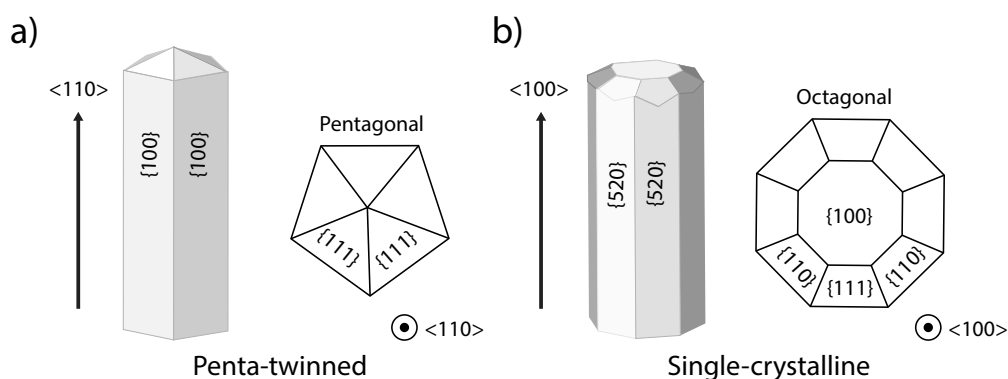 a)
<110>
{100}
{100}
Pentagonal
{111}
{111}
<110>
Penta-twinned
b)
<100>
{520}
{520}
Octagonal
{100}
{110}
{111}
{110}
<100>
Single-crystalline